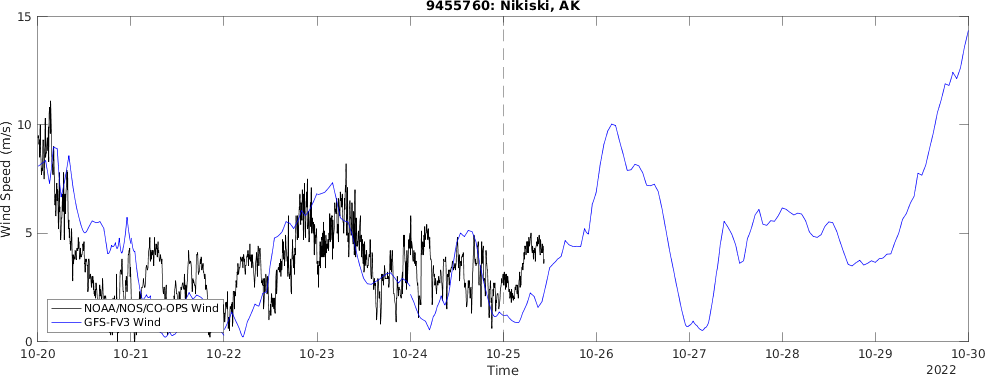 9455760: Nikiski, AK
15
10
5
0
Wind Speed (m/s)
NOAA/NOS/CO-OPS Wind
GFS-FV3 Wind
10-20 10-21 10-22 10-23 10-24 10-25 10-26 10-27 10-28 10-29 10-30
Time
2022